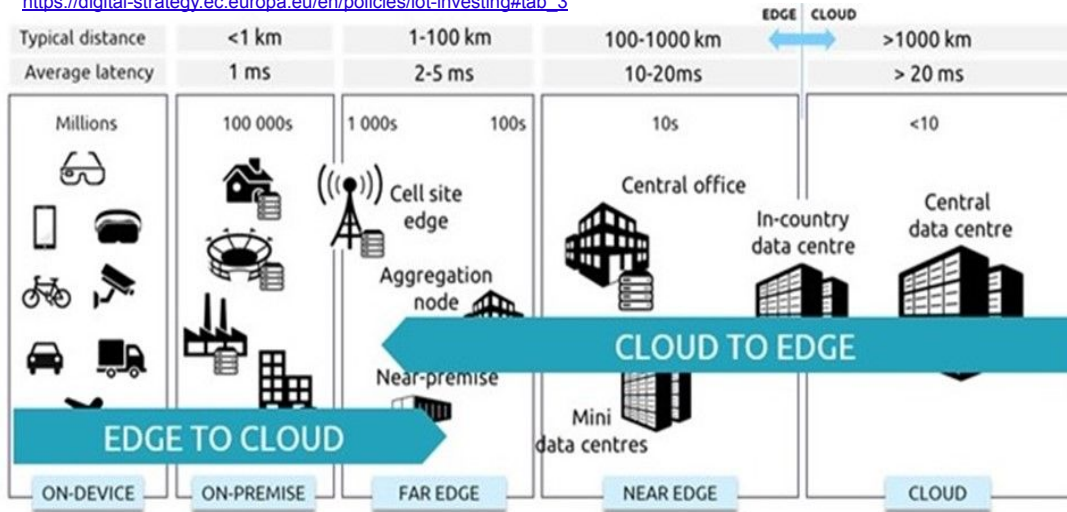 https://digital-strategy.ec.europa.eu/en/policies/iot-investing#tab_3
EDGE CLOUD
Typical distance <1 km 1-100 km 100-1000 km >1000 km
Average latency 1 ms 2-5 ms 10-20ms > 20 ms
Millions 100 000s 1 000s 100s 10s <10
Cell site
edge
Central office
In-country
data centre
Central
data centre
Aggregation
node
CLOUD TO EDGE
Near-premise
Mini
data centres
EDGE TO CLOUD
ON-DEVICE ON-PREMISE FAR EDGE NEAR EDGE CLOUD